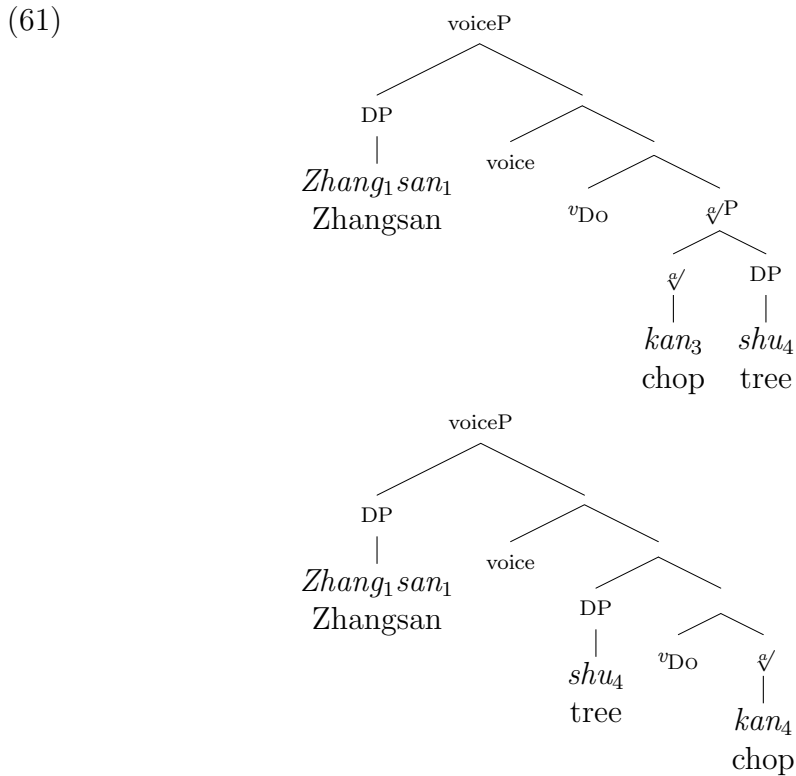 (61)
voiceP
DP
voice
Zhang₁san₁
Zhangsan
vDo
a√P
a√
DP
kan₃
shu₄
chop
tree
voiceP
DP
voice
Zhang₁san₁
Zhangsan
DP
vDo
a√
shu₄
tree
kan₄
chop